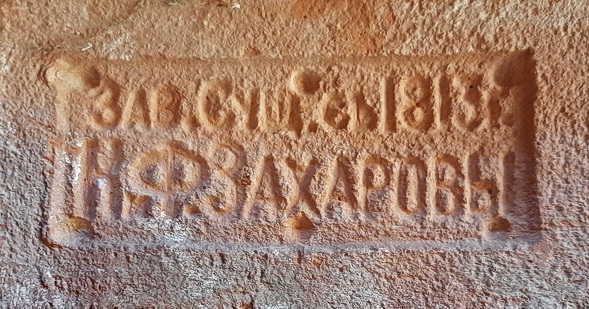 ЗАВ. СУЩ. СЪ 1813 г.
Н. Ф. ЗАХАРОВЫ